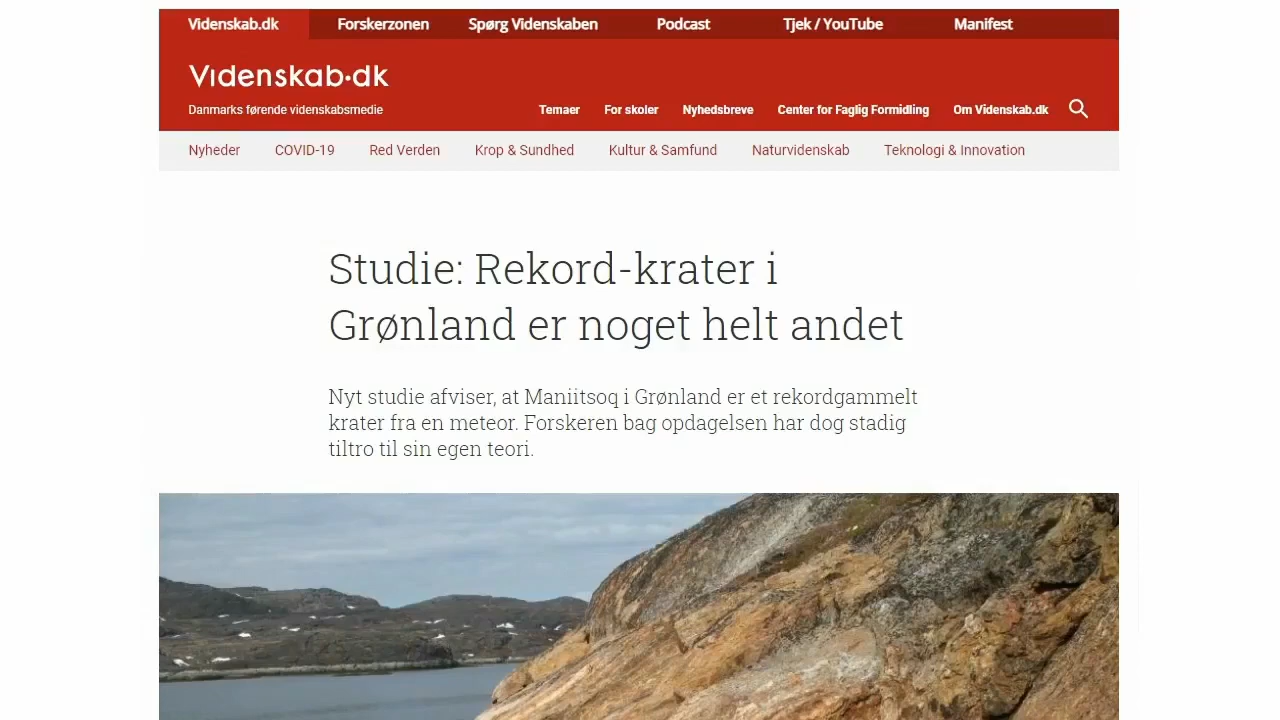 Videnskab.dk Forskerzonen Spørg Videnskaben Podcast Tjek / YouTube Manifest
Videnskab·dk
Danmarks førende videnskabsmedie Temaer For skoler Nyhedsbreve Center for Faglig Formidling Om Videnskab.dk
Nyheder COVID-19 Red Verden Krop & Sundhed Kultur & Samfund Naturvidenskab Teknologi & Innovation
Studie: Rekord-krater i
Grønland er noget helt andet
Nyt studie afviser, at Maniitsoq i Grønland er et rekordgammelt
krater fra en meteor. Forskeren bag opdagelsen har dog stadig
tiltro til sin egen teori.